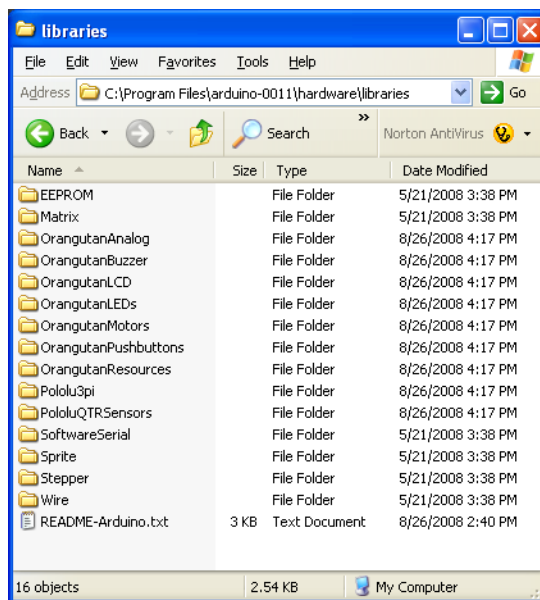 libraries
File Edit View Favorites Tools Help
Address C:\Program Files\arduino-0011\hardware\libraries Go
Back Search » Norton AntiVirus
Name Size Type Date Modified
EEPROM File Folder 5/21/2008 3:38 PM
Matrix File Folder 5/21/2008 3:38 PM
OrangutanAnalog File Folder 8/26/2008 4:17 PM
OrangutanBuzzer File Folder 8/26/2008 4:17 PM
OrangutanLCD File Folder 8/26/2008 4:17 PM
OrangutanLEDs File Folder 8/26/2008 4:17 PM
OrangutanMotors File Folder 8/26/2008 4:17 PM
OrangutanPushbuttons File Folder 8/26/2008 4:17 PM
OrangutanResources File Folder 8/26/2008 4:17 PM
Pololu3pi File Folder 8/26/2008 4:17 PM
PololuQTRSensors File Folder 8/26/2008 4:17 PM
SoftwareSerial File Folder 5/21/2008 3:38 PM
Sprite File Folder 5/21/2008 3:38 PM
Stepper File Folder 5/21/2008 3:38 PM
Wire File Folder 5/21/2008 3:38 PM
README-Arduino.txt 3 KB Text Document 8/26/2008 2:40 PM
16 objects 2.54 KB My Computer